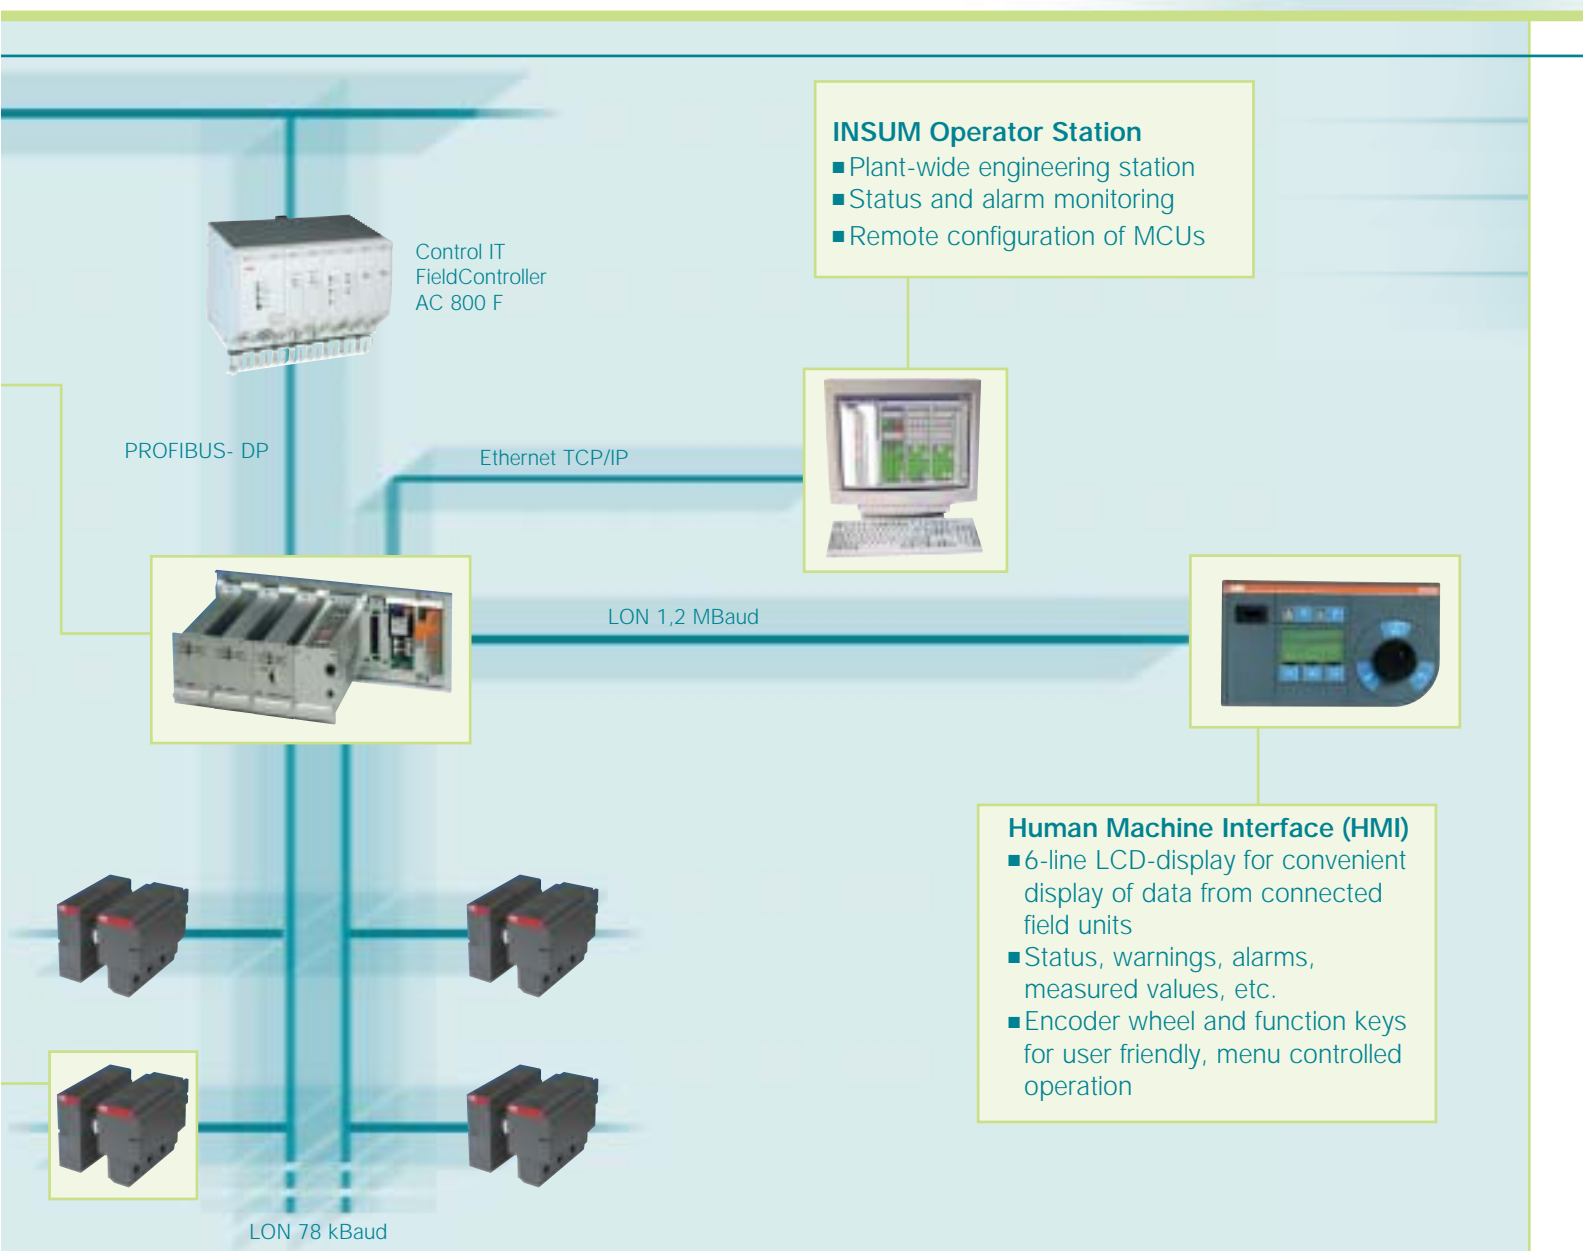 INSUM Operator Station
■ Plant-wide engineering station
■ Status and alarm monitoring
■ Remote configuration of MCUs
Control IT
FieldController
AC 800 F
PROFIBUS- DP
Ethernet TCP/IP
LON 1,2 MBaud
Human Machine Interface (HMI)
■ 6-line LCD-display for convenient
display of data from connected
field units
■ Status, warnings, alarms,
measured values, etc.
■ Encoder wheel and function keys
for user friendly, menu controlled
operation
LON 78 kBaud